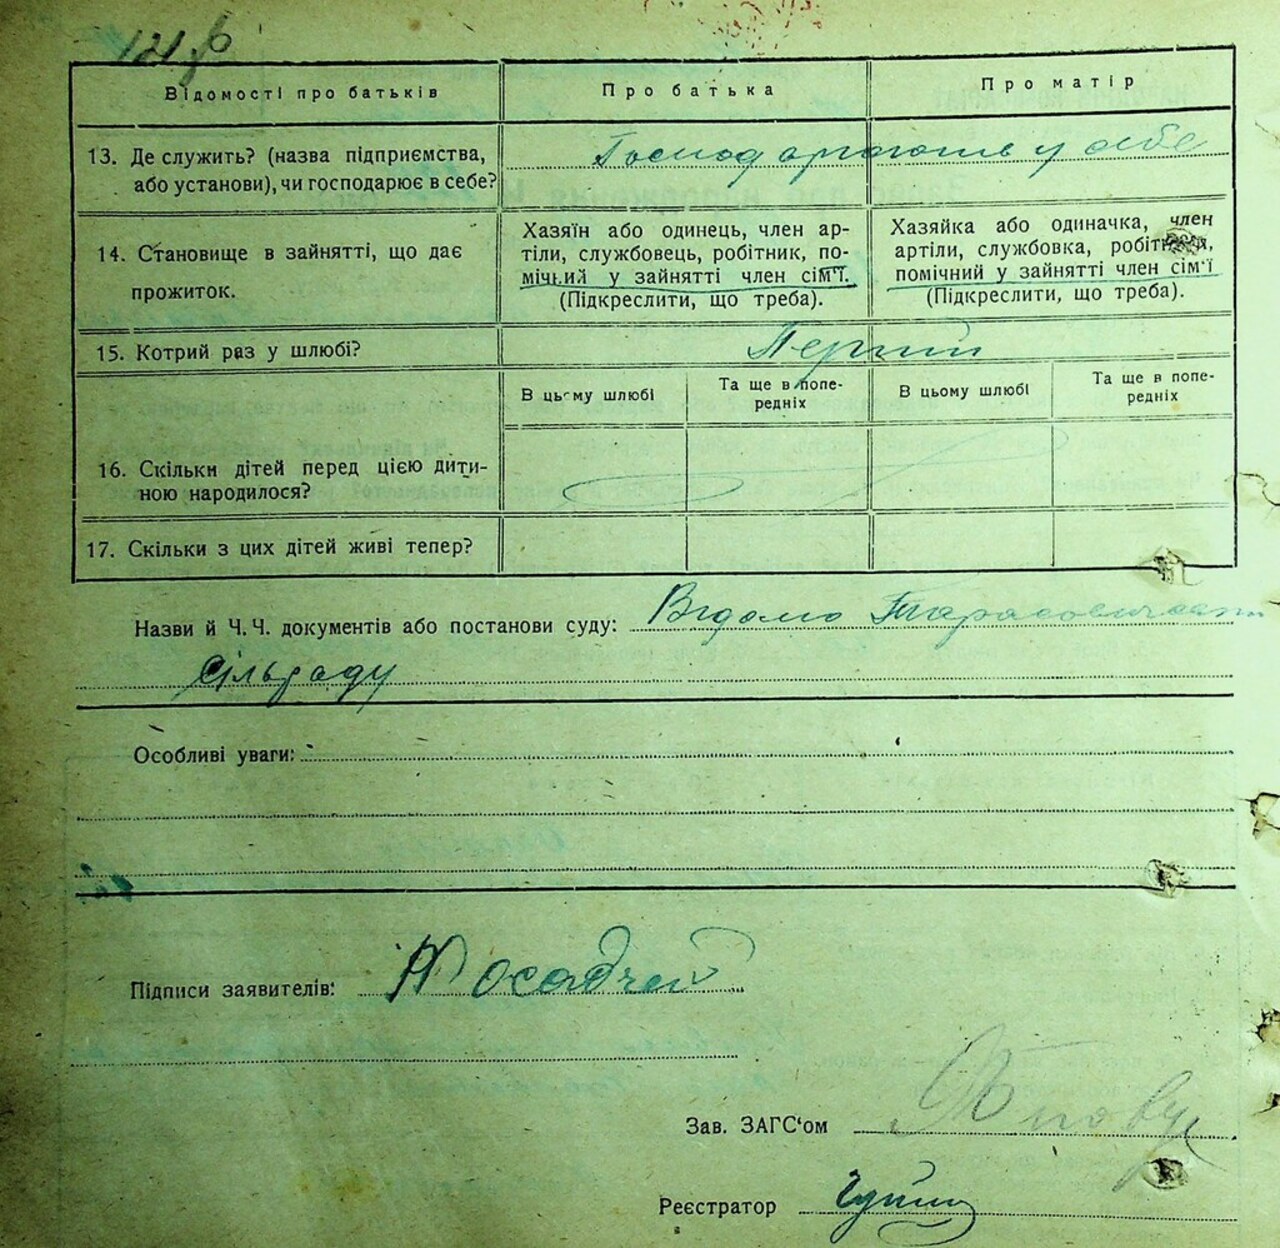 Відомості про батьків
Про батька
Про матір
13. Де служить? (назва підприємства,
або установи), чи господарює в себе?
Господарюють у себе
14. Становище в зайнятті, що дає
прожиток.
Хазяїн або одинець, член ар-
тіли, службовець, робітник, по-
мічний у зайнятті член сім'ї.
(Підкреслити, що треба).
Хазяйка або одиначка, член
артіли, службовка, робітниця,
помічний у зайнятті член сім'ї
(Підкреслити, що треба).
15. Котрий раз у шлюбі?
Перший
В цьому шлюбі
Та ще в попе-
редніх
В цьому шлюбі
Та ще в попе-
редніх
16. Скільки дітей перед цією дити-
ною народилося?
17. Скільки з цих дітей живі тепер?
Назви й Ч.Ч. документів або постанови суду: Відомо
сільраду
Особливі уваги:
Підписи заявителів: Осадчей
Зав. ЗАГС'ом
Реєстратор